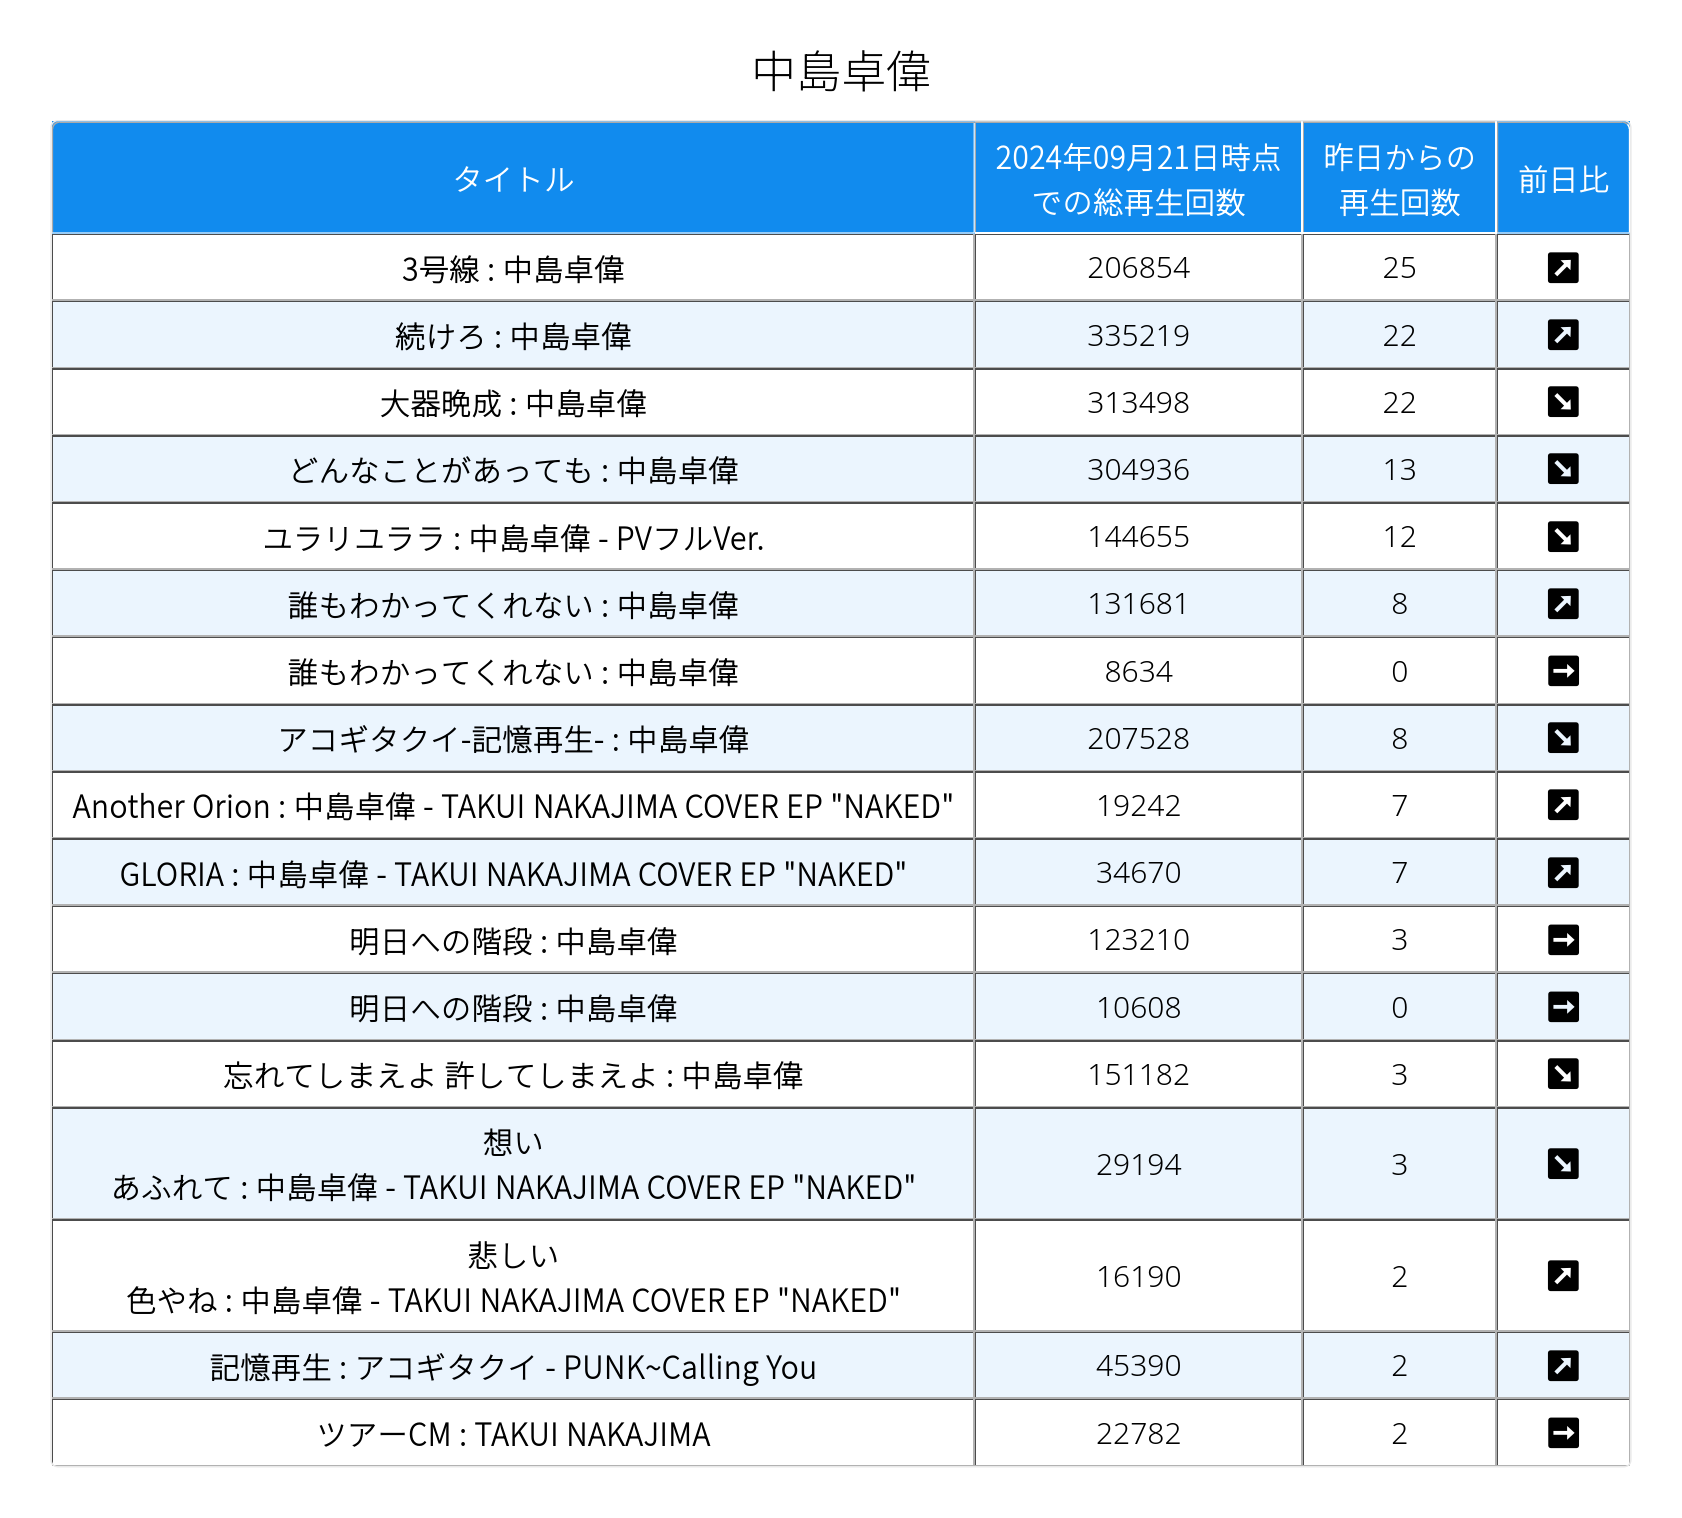 中島卓偉
タイトル 2024年09月21日時点での総再生回数 昨日からの再生回数 前日比
3号線 : 中島卓偉 206854 25
続けろ : 中島卓偉 335219 22
大器晩成 : 中島卓偉 313498 22
どんなことがあっても : 中島卓偉 304936 13
ユラリユララ : 中島卓偉 - PVフルVer. 144655 12
誰もわかってくれない : 中島卓偉 131681 8
誰もわかってくれない : 中島卓偉 8634 0
アコギタクイ-記憶再生- : 中島卓偉 207528 8
Another Orion : 中島卓偉 - TAKUI NAKAJIMA COVER EP "NAKED" 19242 7
GLORIA : 中島卓偉 - TAKUI NAKAJIMA COVER EP "NAKED" 34670 7
明日への階段 : 中島卓偉 123210 3
明日への階段 : 中島卓偉 10608 0
忘れてしまえよ 許してしまえよ : 中島卓偉 151182 3
想い
あふれて : 中島卓偉 - TAKUI NAKAJIMA COVER EP "NAKED" 29194 3
悲しい
色やね : 中島卓偉 - TAKUI NAKAJIMA COVER EP "NAKED" 16190 2
記憶再生 : アコギタクイ - PUNK~Calling You 45390 2
ツアーCM : TAKUI NAKAJIMA 22782 2